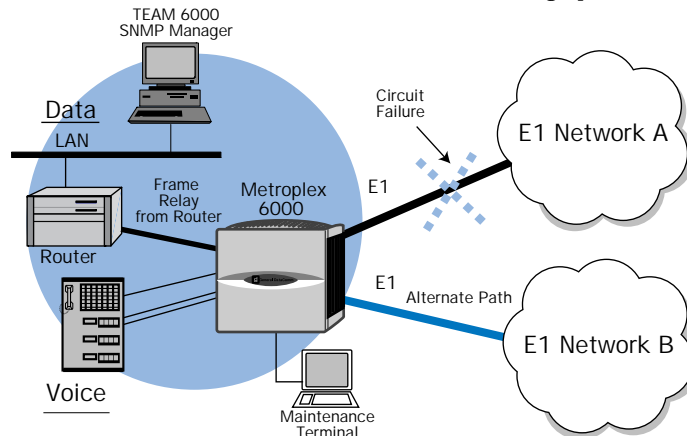 TEAM 6000
SNMP Manager
Data
LAN
Circuit
Failure
E1 Network A
Frame
Relay
from Router
Metroplex
6000
E1
Router
E1
Alternate Path
E1 Network B
Voice
Maintenance
Terminal